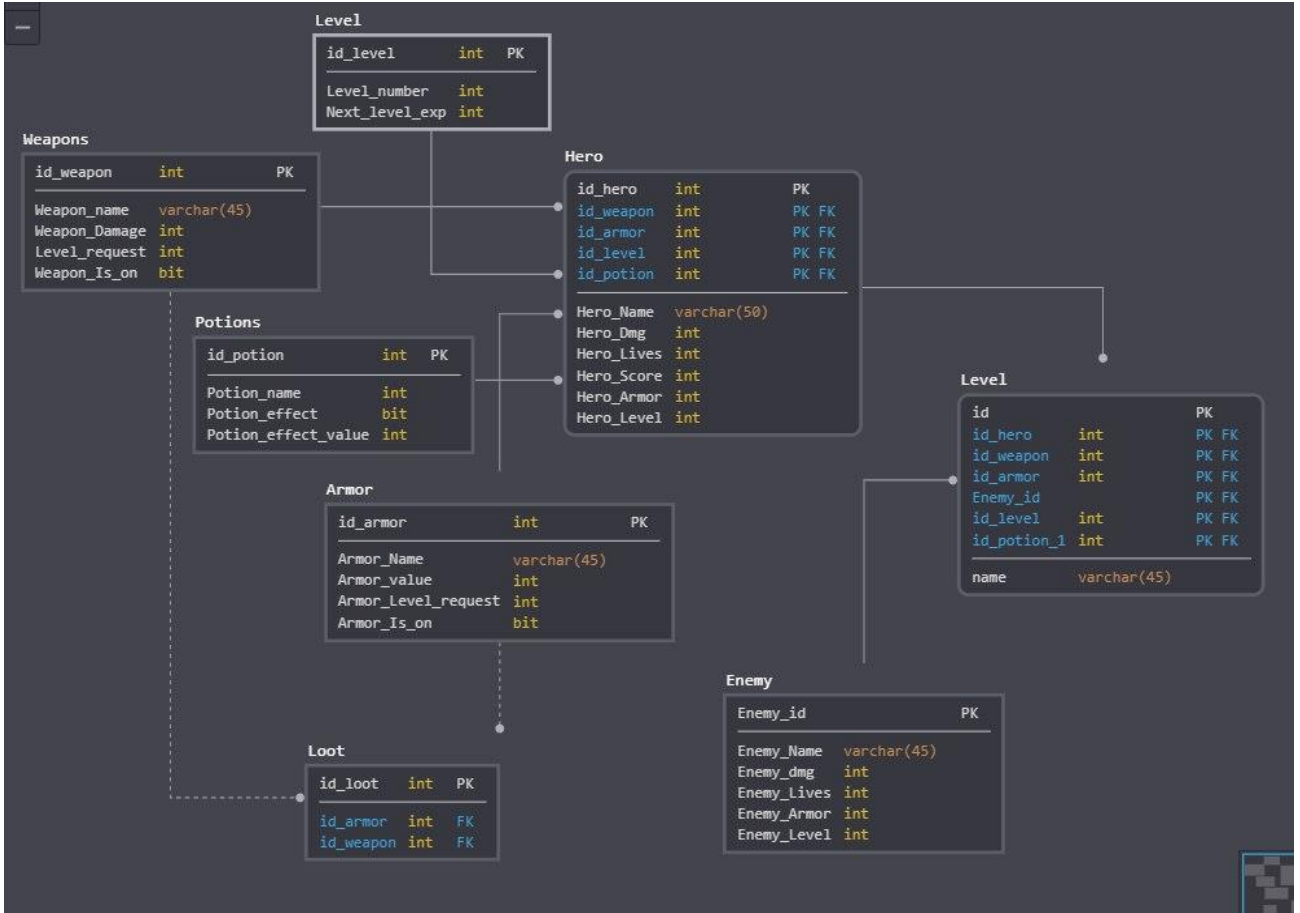 Level
id_level int PK
Level_number int
Next_level_exp int
Weapons
id_weapon int PK
Weapon_name varchar(45)
Weapon_Damage int
Level_request int
Weapon_Is_on bit
Hero
id_hero int PK
id_weapon int PK FK
id_armor int PK FK
id_level int PK FK
id_potion int PK FK
Hero_Name varchar(50)
Hero_Dmg int
Hero_Lives int
Hero_Score int
Hero_Armor int
Hero_Level int
Potions
id_potion int PK
Potion_name int
Potion_effect bit
Potion_effect_value int
Level
id PK
id_hero int PK FK
id_weapon int PK FK
id_armor int PK FK
Enemy_id PK FK
id_level int PK FK
id_potion_1 int PK FK
name varchar(45)
Armor
id_armor int PK
Armor_Name varchar(45)
Armor_value int
Armor_Level_request int
Armor_Is_on bit
Enemy
Enemy_id PK
Enemy_Name varchar(45)
Enemy_dmg int
Enemy_Lives int
Enemy_Armor int
Enemy_Level int
Loot
id_loot int PK
id_armor int FK
id_weapon int FK